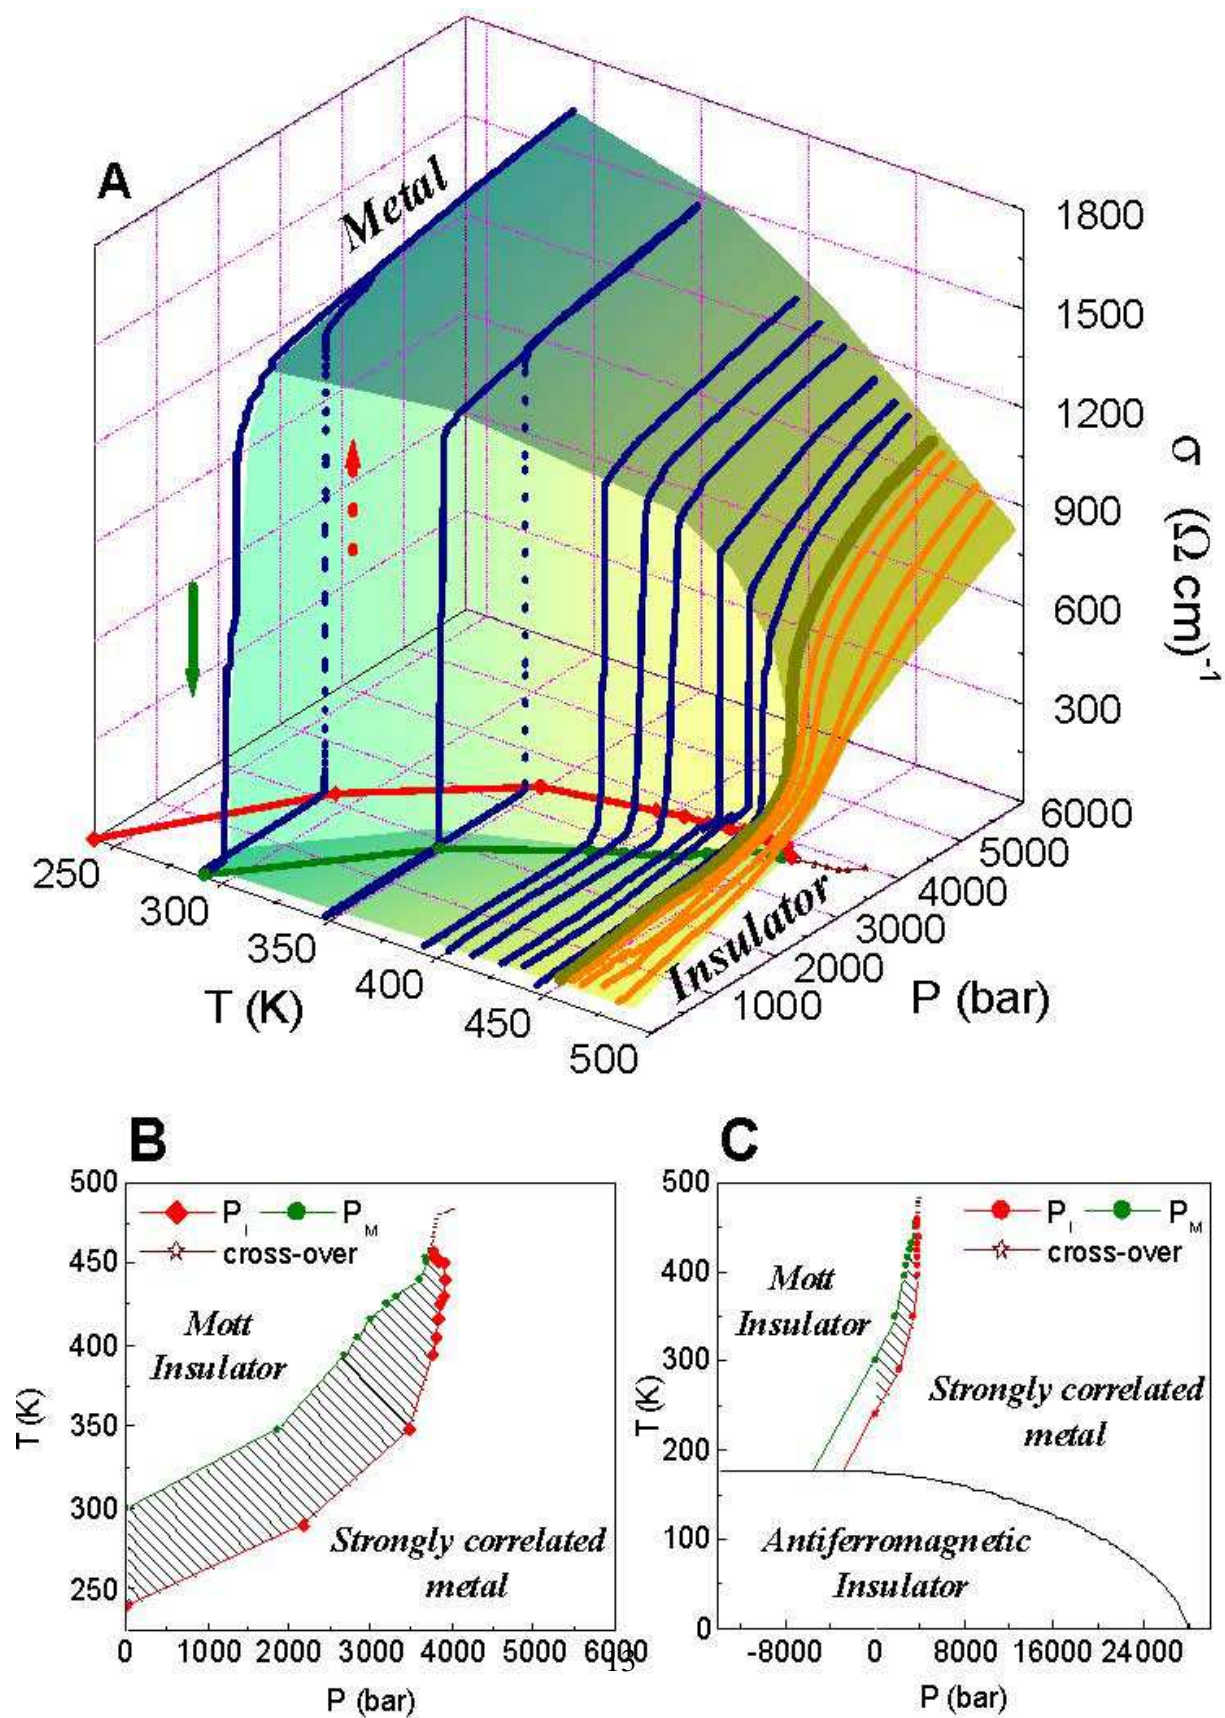 A
Metal
1800
1500
1200
900
600
300
σ (Ω cm)⁻¹
6000
5000
4000
3000
2000
1000
P (bar)
Insulator
250
300
350
400
450
500
T (K)
B
500
450
400
350
300
250
T (K)
P_I P_M
cross-over
Mott
Insulator
Strongly correlated
metal
0 1000 2000 3000 4000 5000 6000
P (bar)
C
500
400
300
200
100
0
T (K)
P_I P_M
cross-over
Mott
Insulator
Strongly correlated
metal
Antiferromagnetic
Insulator
-8000 0 8000 16000 24000
P (bar)
13